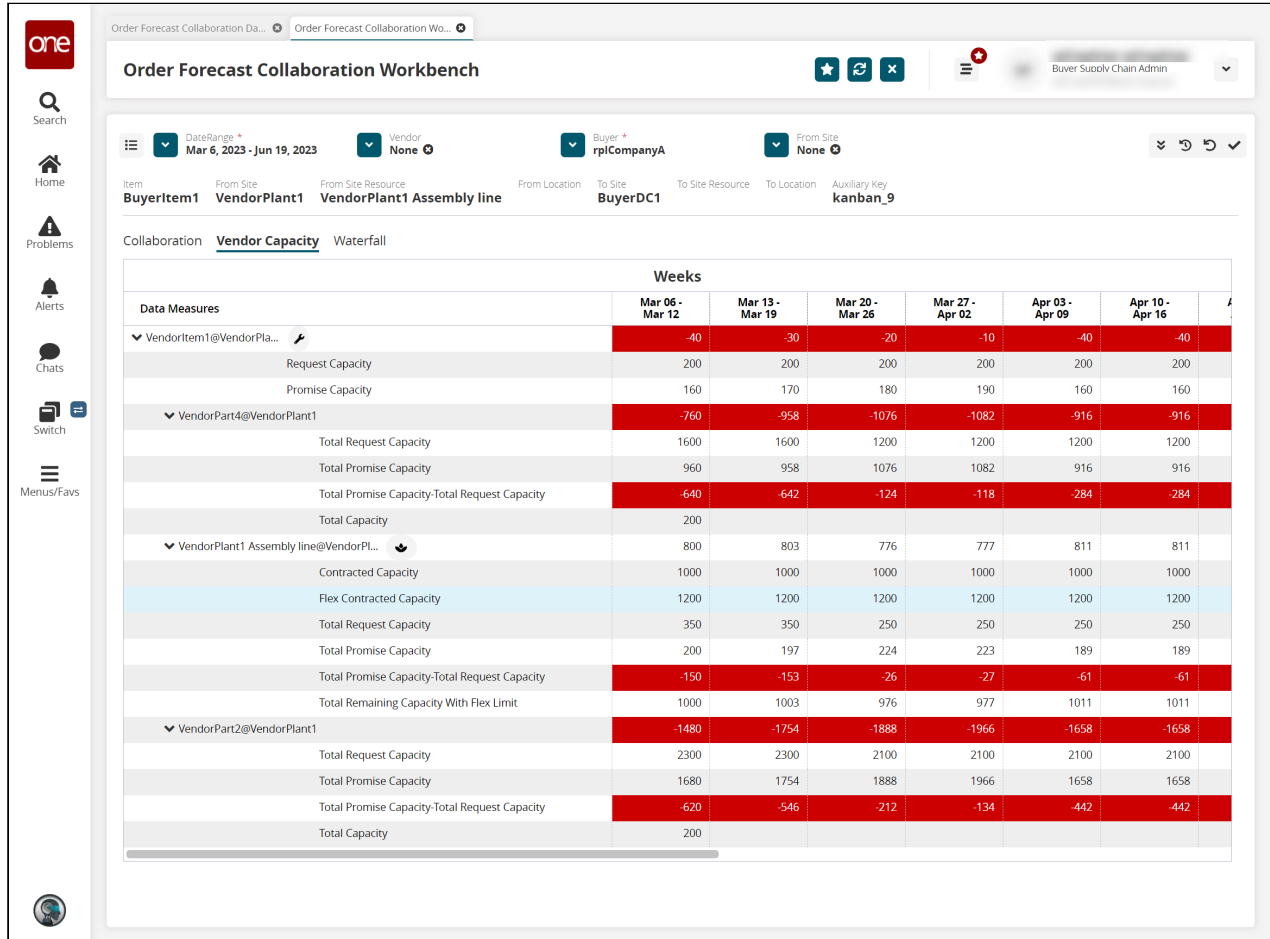 Order Forecast Collaboration Da... Order Forecast Collaboration Wo...
one
Order Forecast Collaboration Workbench
Buyer Supply Chain Admin
Search
Home
Problems
Alerts
Chats
Switch
Menus/Favs
DateRange * Vendor Buyer * From Site
Mar 6, 2023 - Jun 19, 2023 None rplCompanyA None
Item From Site From Site Resource From Location To Site To Site Resource To Location Auxiliary Key
BuyerItem1 VendorPlant1 VendorPlant1 Assembly line BuyerDC1 kanban_9
Collaboration Vendor Capacity Waterfall
Weeks
Data Measures Mar 06 - Mar 13 - Mar 20 - Mar 27 - Apr 03 - Apr 10 -
Mar 12 Mar 19 Mar 26 Apr 02 Apr 09 Apr 16
VendorItem1@VendorPla... -40 -30 -20 -10 -40 -40
Request Capacity 200 200 200 200 200 200
Promise Capacity 160 170 180 190 160 160
VendorPart4@VendorPlant1 -760 -958 -1076 -1082 -916 -916
Total Request Capacity 1600 1600 1200 1200 1200 1200
Total Promise Capacity 960 958 1076 1082 916 916
Total Promise Capacity-Total Request Capacity -640 -642 -124 -118 -284 -284
Total Capacity 200
VendorPlant1 Assembly line@VendorPl... 800 803 776 777 811 811
Contracted Capacity 1000 1000 1000 1000 1000 1000
Flex Contracted Capacity 1200 1200 1200 1200 1200 1200
Total Request Capacity 350 350 250 250 250 250
Total Promise Capacity 200 197 224 223 189 189
Total Promise Capacity-Total Request Capacity -150 -153 -26 -27 -61 -61
Total Remaining Capacity With Flex Limit 1000 1003 976 977 1011 1011
VendorPart2@VendorPlant1 -1480 -1754 -1888 -1966 -1658 -1658
Total Request Capacity 2300 2300 2100 2100 2100 2100
Total Promise Capacity 1680 1754 1888 1966 1658 1658
Total Promise Capacity-Total Request Capacity -620 -546 -212 -134 -442 -442
Total Capacity 200